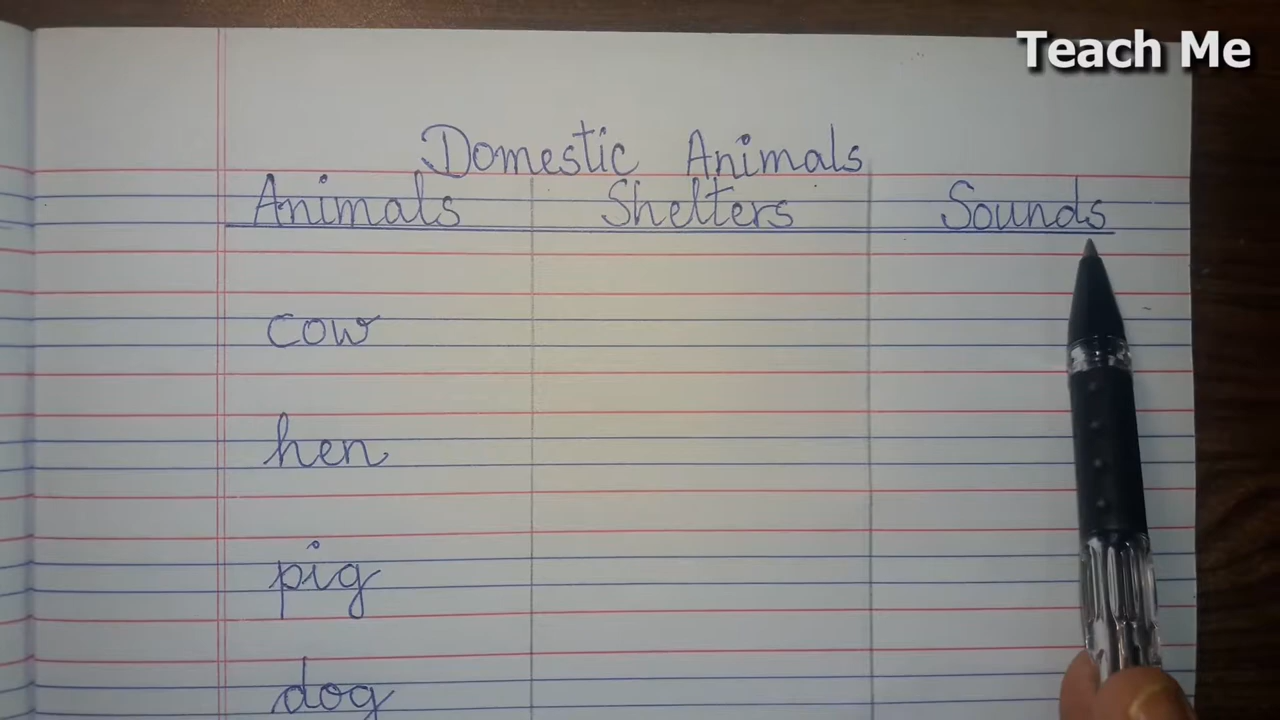 Teach Me
Domestic Animals
Animals Shelters Sounds
cow
hen
pig
dog